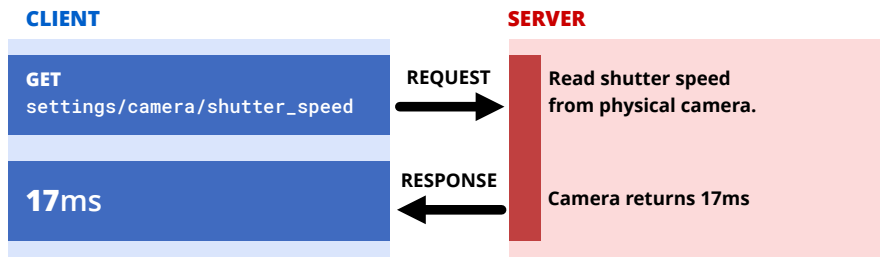 CLIENT
SERVER
GET
settings/camera/shutter_speed
REQUEST
Read shutter speed
from physical camera.
17ms
RESPONSE
Camera returns 17ms